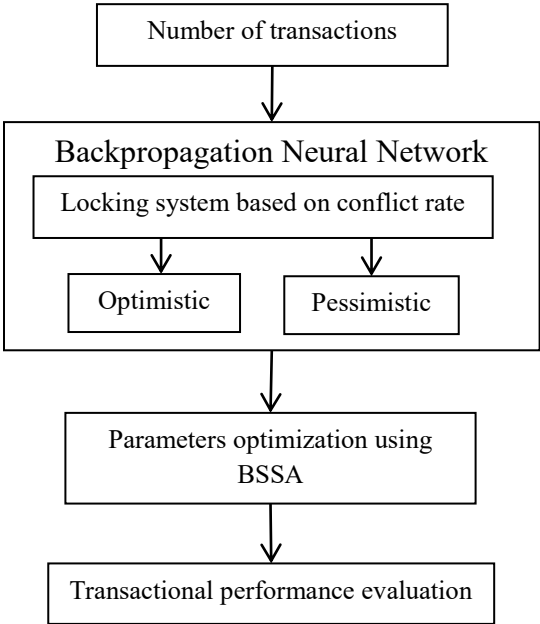 Number of transactions
Backpropagation Neural Network
Locking system based on conflict rate
Optimistic
Pessimistic
Parameters optimization using
BSSA
Transactional performance evaluation